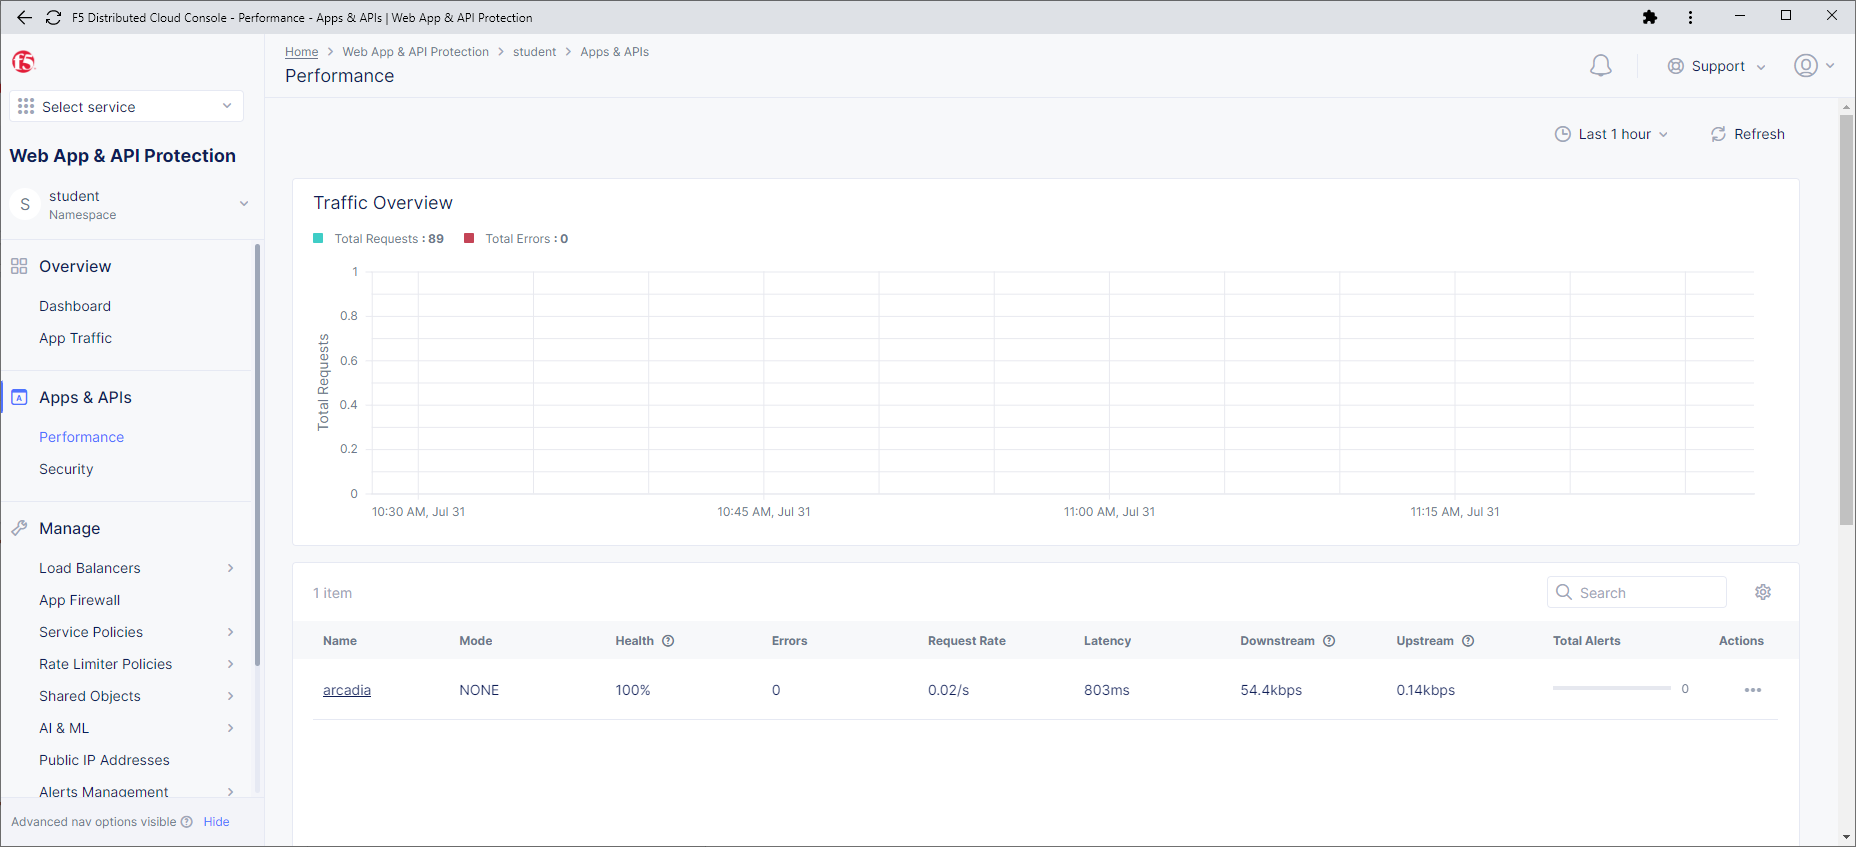 F5 Distributed Cloud Console - Performance - Apps & APIs | Web App & API Protection
f5
Select service
Web App & API Protection
S
student
Namespace
Overview
Dashboard
App Traffic
Apps & APIs
Performance
Security
Manage
Load Balancers
App Firewall
Service Policies
Rate Limiter Policies
Shared Objects
AI & ML
Public IP Addresses
Alerts Management
Advanced nav options visible ? Hide
Home > Web App & API Protection > student > Apps & APIs
Performance
Support
Last 1 hour
Refresh
Traffic Overview
Total Requests : 89 Total Errors : 0
Total Requests
1
0.8
0.6
0.4
0.2
0
10:30 AM, Jul 31 10:45 AM, Jul 31 11:00 AM, Jul 31 11:15 AM, Jul 31
1 item
Search
Name Mode Health ? Errors Request Rate Latency Downstream ? Upstream ? Total Alerts Actions
arcadia NONE 100% 0 0.02/s 803ms 54.4kbps 0.14kbps 0